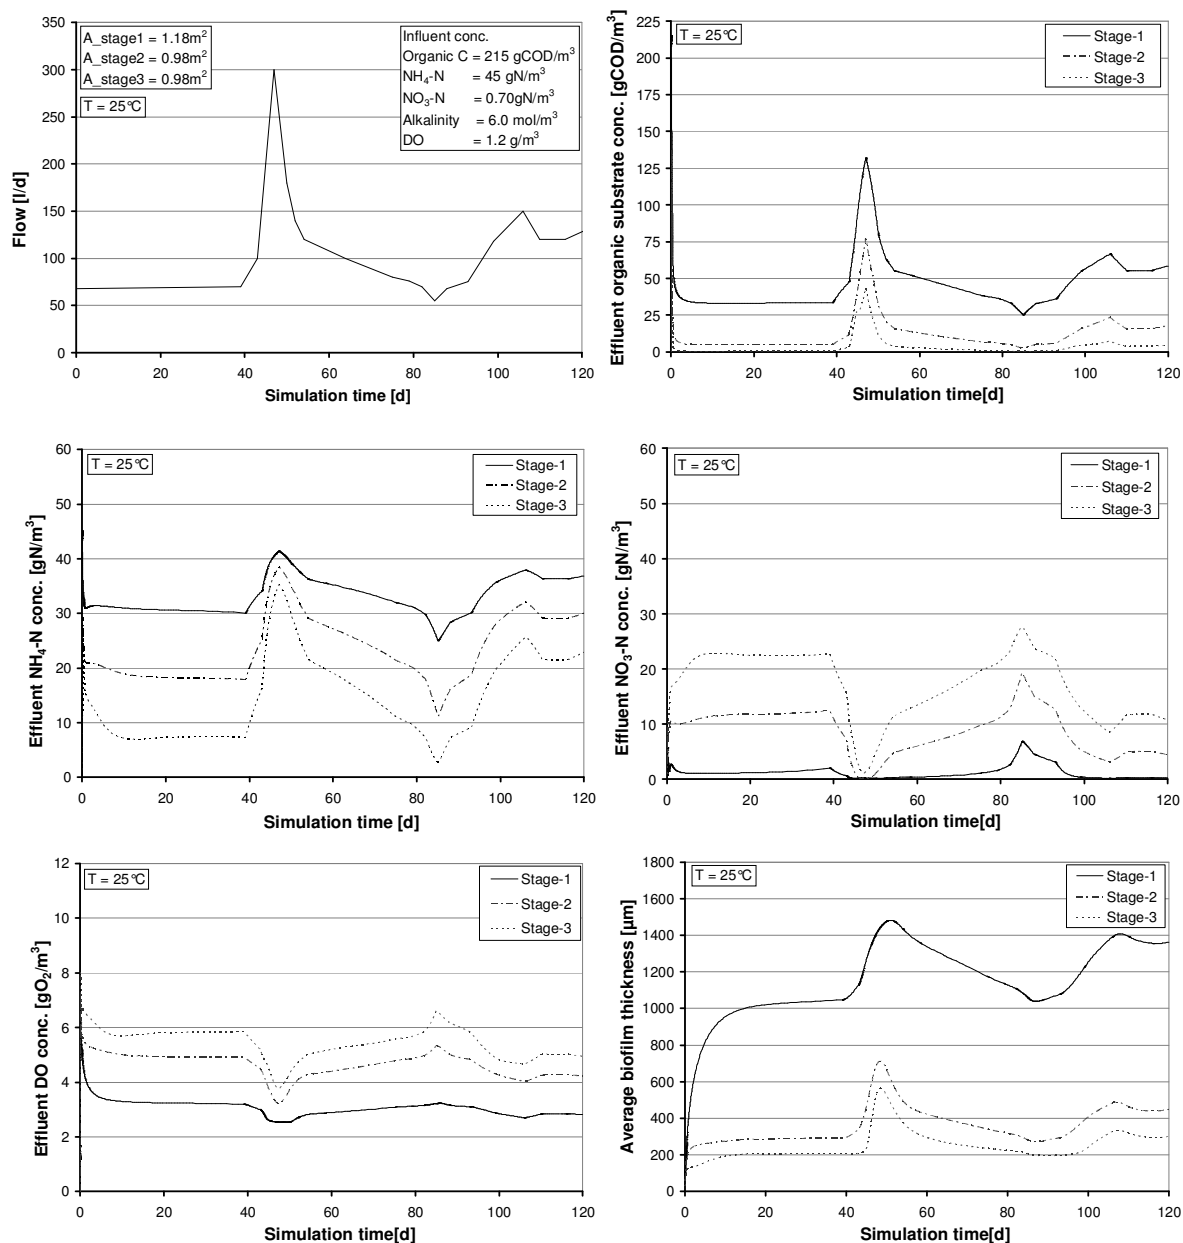 350
300
250
200
150
100
50
0
Flow [l/d]
A_stage1 = 1.18m²
A_stage2 = 0.98m²
A_stage3 = 0.98m²
T = 25°C
Influent conc.
Organic C = 215 gCOD/m³
NH₄-N = 45 gN/m³
NO₃-N = 0.70gN/m³
Alkalinity = 6.0 mol/m³
DO = 1.2 g/m³
0 20 40 60 80 100 120
Simulation time [d]
225
200
175
150
125
100
75
50
25
0
Effluent organic substrate conc. [gCOD/m³]
T = 25°C
Stage-1
Stage-2
Stage-3
0 20 40 60 80 100 120
Simulation time[d]
60
50
40
30
20
10
0
Effluent NH₄-N conc. [gN/m³]
T = 25°C
Stage-1
Stage-2
Stage-3
0 20 40 60 80 100 120
Simulation time [d]
60
50
40
30
20
10
0
Effluent NO₃-N conc. [gN/m³]
T = 25°C
Stage-1
Stage-2
Stage-3
0 20 40 60 80 100 120
Simulation time[d]
12
10
8
6
4
2
0
Effluent DO conc. [gO₂/m³]
T = 25°C
Stage-1
Stage-2
Stage-3
0 20 40 60 80 100 120
Simulation time[d]
1800
1600
1400
1200
1000
800
600
400
200
0
Average biofilm thickness [µm]
T = 25°C
Stage-1
Stage-2
Stage-3
0 20 40 60 80 100 120
Simulation time[d]